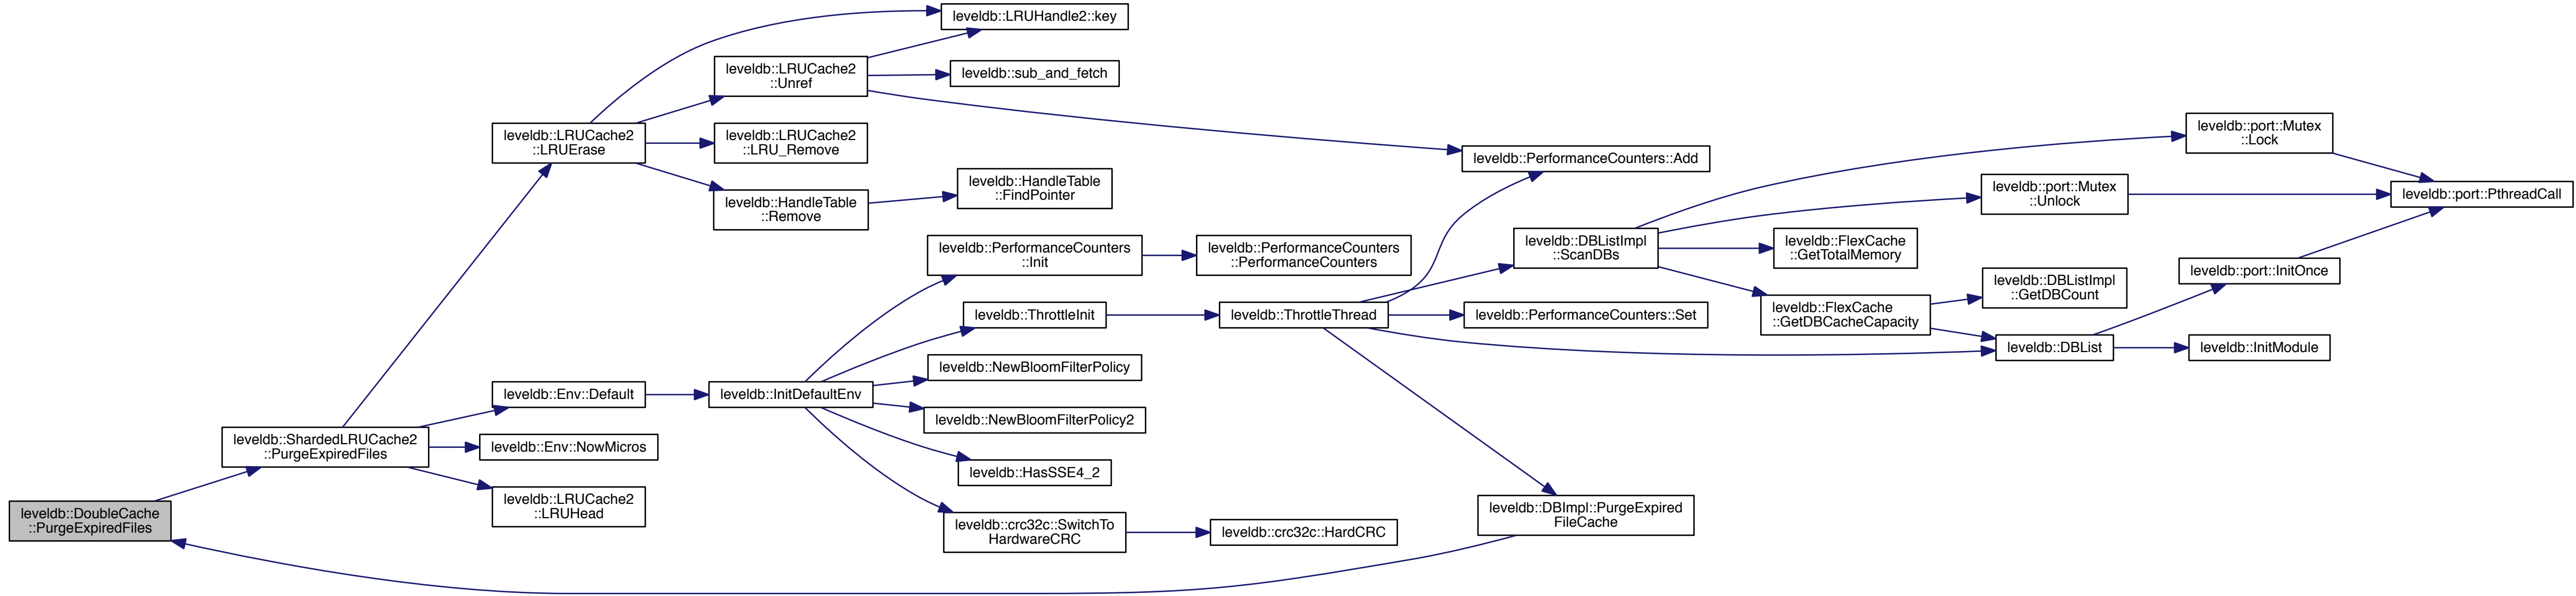 leveldb::LRUHandle2::key
leveldb::LRUCache2
::Unref
leveldb::sub_and_fetch
leveldb::LRUCache2
::LRUErase
leveldb::LRUCache2
::LRU_Remove
leveldb::HandleTable
::Remove
leveldb::HandleTable
::FindPointer
leveldb::PerformanceCounters::Add
leveldb::port::Mutex
::Lock
leveldb::port::Mutex
::Unlock
leveldb::port::PthreadCall
leveldb::PerformanceCounters
::Init
leveldb::PerformanceCounters
::PerformanceCounters
leveldb::DBListImpl
::ScanDBs
leveldb::FlexCache
::GetTotalMemory
leveldb::port::InitOnce
leveldb::DBListImpl
::GetDBCount
leveldb::ThrottleInit
leveldb::ThrottleThread
leveldb::PerformanceCounters::Set
leveldb::FlexCache
::GetDBCacheCapacity
leveldb::DBList
leveldb::InitModule
leveldb::NewBloomFilterPolicy
leveldb::Env::Default
leveldb::InitDefaultEnv
leveldb::NewBloomFilterPolicy2
leveldb::ShardedLRUCache2
::PurgeExpiredFiles
leveldb::Env::NowMicros
leveldb::HasSSE4_2
leveldb::LRUCache2
::LRUHead
leveldb::DoubleCache
::PurgeExpiredFiles
leveldb::crc32c::SwitchTo
HardwareCRC
leveldb::crc32c::HardCRC
leveldb::DBImpl::PurgeExpired
FileCache